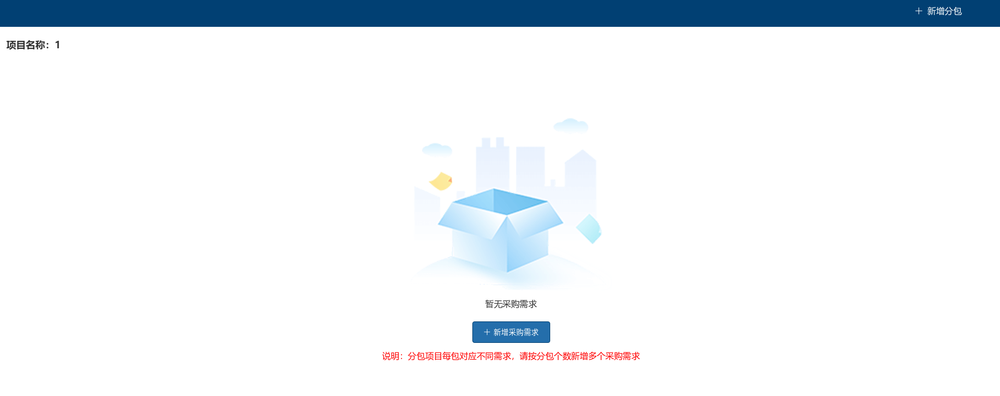 ＋ 新增分包
项目名称：1
暂无采购需求
＋ 新增采购需求
说明：分包项目每包对应不同需求，请按分包个数新增多个采购需求